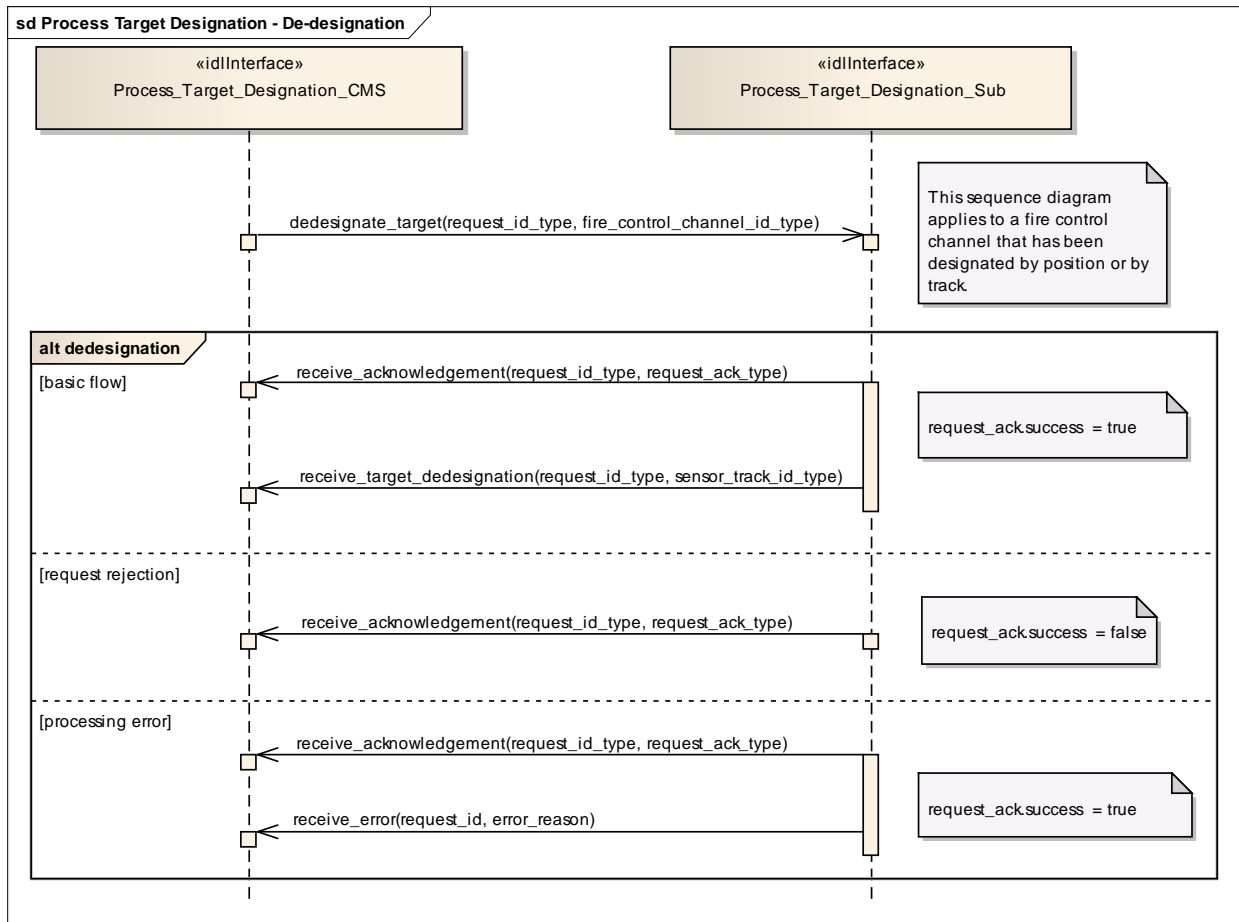 sd Process Target Designation - De-designation
«idlInterface»
Process_Target_Designation_CMS
«idlInterface»
Process_Target_Designation_Sub
This sequence diagram
applies to a fire control
channel that has been
designated by position or by
track.
dedesignate_target(request_id_type, fire_control_channel_id_type)
alt dedesignation
[basic flow]
receive_acknowledgement(request_id_type, request_ack_type)
request_ack.success = true
receive_target_dedesignation(request_id_type, sensor_track_id_type)
[request rejection]
receive_acknowledgement(request_id_type, request_ack_type)
request_ack.success = false
[processing error]
receive_acknowledgement(request_id_type, request_ack_type)
request_ack.success = true
receive_error(request_id, error_reason)